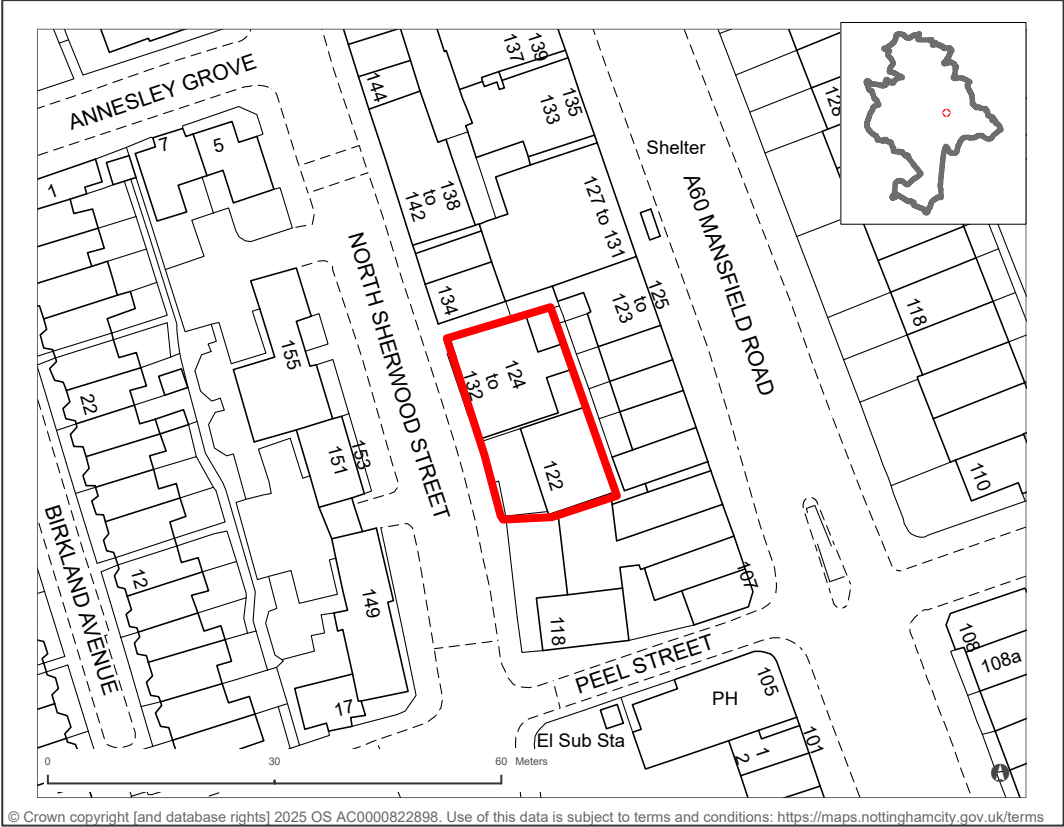 137
139
144
133
135
128
ANNESLEY GROVE
7
5
1
Shelter
138
to
142
127 to 131
A60 MANSFIELD ROAD
NORTH SHERWOOD STREET
134
125
to
123
118
155
124
to
132
22
151
153
122
110
BIRKLAND AVENUE
12
149
107
118
PEEL STREET
108
108a
17
PH
105
El Sub Sta
101
1
2
0
30
60 Meters
© Crown copyright [and database rights] 2025 OS AC0000822898. Use of this data is subject to terms and conditions: https://maps.nottinghamcity.gov.uk/terms